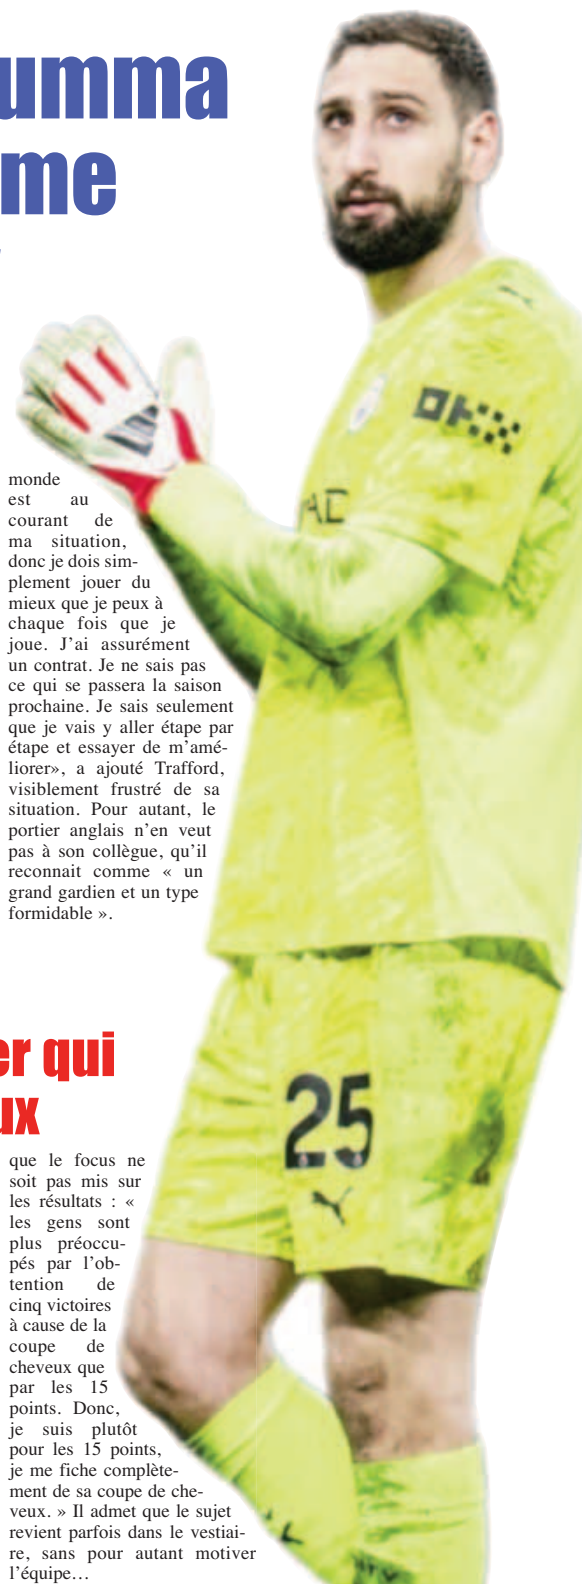 umma
me
monde
est au
courant de
ma situation,
donc je dois sim-
plement jouer du
mieux que je peux à
chaque fois que je
joue. J'ai assurément
un contrat. Je ne sais pas
ce qui se passera la saison
prochaine. Je sais seulement
que je vais y aller étape par
étape et essayer de m'amé-
liorer», a ajouté Trafford,
visiblement frustré de sa
situation. Pour autant, le
portier anglais n'en veut
pas à son collègue, qu'il
reconnait comme « un
grand gardien et un type
formidable ».
er qui
ux
que le focus ne
soit pas mis sur
les résultats : «
les gens sont
plus préoccu-
pés par l'ob-
tention de
cinq victoires
à cause de la
coupe de
cheveux que
par les 15
points. Donc,
je suis plutôt
pour les 15 points,
je me fiche complète-
ment de sa coupe de che-
veux. » Il admet que le sujet
revient parfois dans le vestiai-
re, sans pour autant motiver
l'équipe…
AD
25